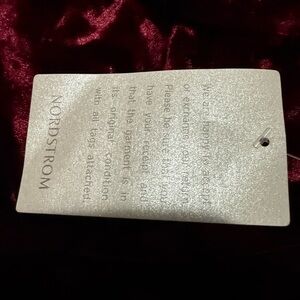 We are happy to accept
or exchange your return.
Please be sure that you
have your receipt and
that the garment is in
its original condition
with all tags attached.
NORDSTROM